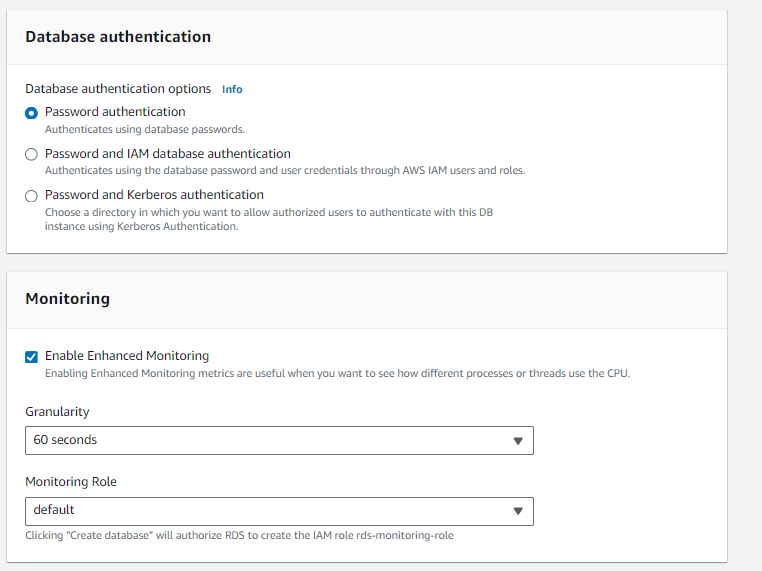 Database authentication
Database authentication options Info
Password authentication
Authenticates using database passwords.
Password and IAM database authentication
Authenticates using the database password and user credentials through AWS IAM users and roles.
Password and Kerberos authentication
Choose a directory in which you want to allow authorized users to authenticate with this DB
instance using Kerberos Authentication.
Monitoring
Enable Enhanced Monitoring
Enabling Enhanced Monitoring metrics are useful when you want to see how different processes or threads use the CPU.
Granularity
60 seconds
Monitoring Role
default
Clicking "Create database" will authorize RDS to create the IAM role rds-monitoring-role